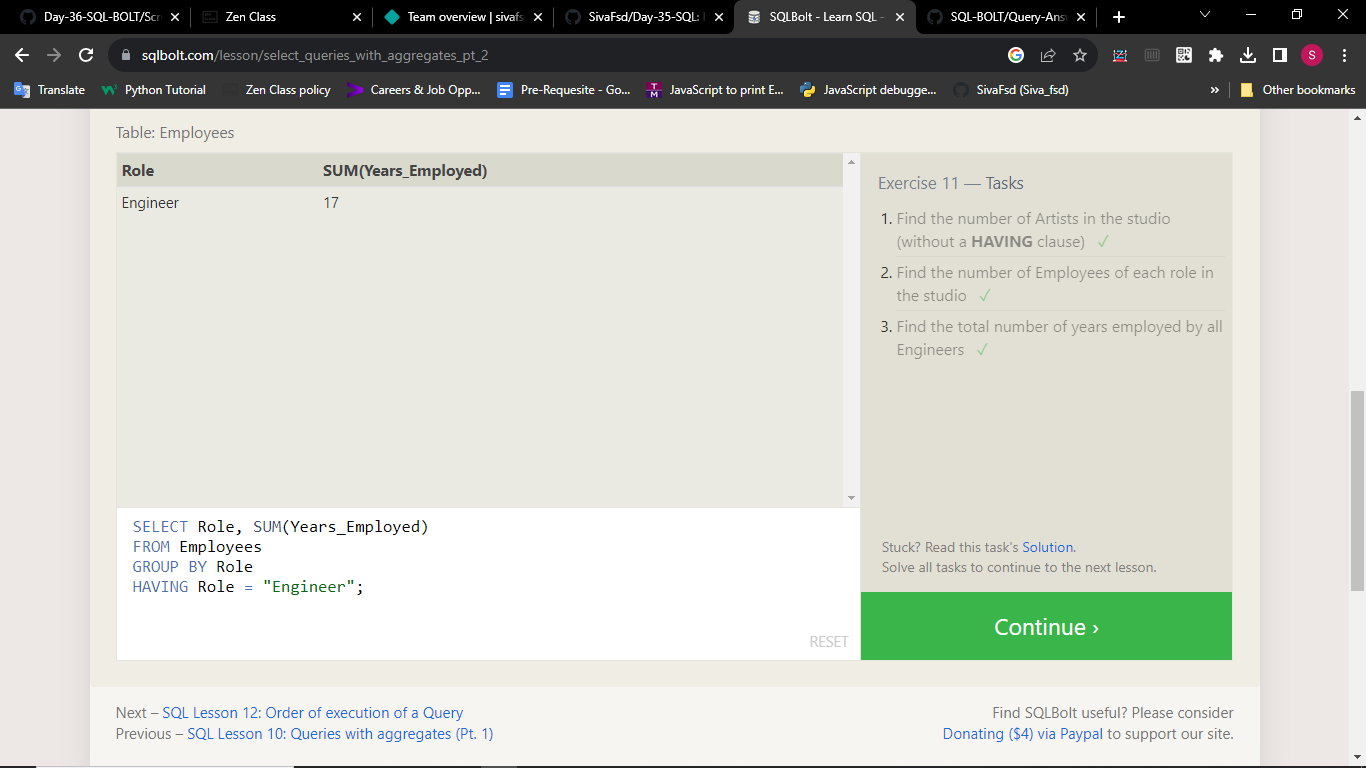 Day-36-SQL-BOLT/Scr
Zen Class
Team overview | sivafs
SivaFsd/Day-35-SQL:
SQLBolt - Learn SQL -
SQL-BOLT/Query-Ans
sqlbolt.com/lesson/select_queries_with_aggregates_pt_2
S
Translate
Python Tutorial
Zen Class policy
Careers & Job Opp...
Pre-Requesite - Go...
JavaScript to print E...
JavaScript debugge...
SivaFsd (Siva_fsd)
»
Other bookmarks
Table: Employees
Role SUM(Years_Employed)
Engineer 17
SELECT Role, SUM(Years_Employed)
FROM Employees
GROUP BY Role
HAVING Role = "Engineer";
RESET
Exercise 11 — Tasks
1. Find the number of Artists in the studio
(without a HAVING clause) ✓
2. Find the number of Employees of each role in
the studio ✓
3. Find the total number of years employed by all
Engineers ✓
Stuck? Read this task's Solution.
Solve all tasks to continue to the next lesson.
Continue ›
Next – SQL Lesson 12: Order of execution of a Query
Previous – SQL Lesson 10: Queries with aggregates (Pt. 1)
Find SQLBolt useful? Please consider
Donating ($4) via Paypal to support our site.